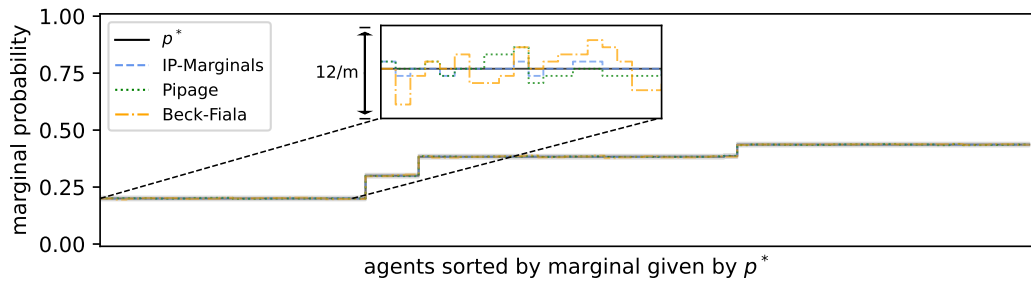 marginal probability
1.00
0.75
0.50
0.25
0.00
p*
IP-Marginals
Pipage
Beck-Fiala
12/m
agents sorted by marginal given by p*